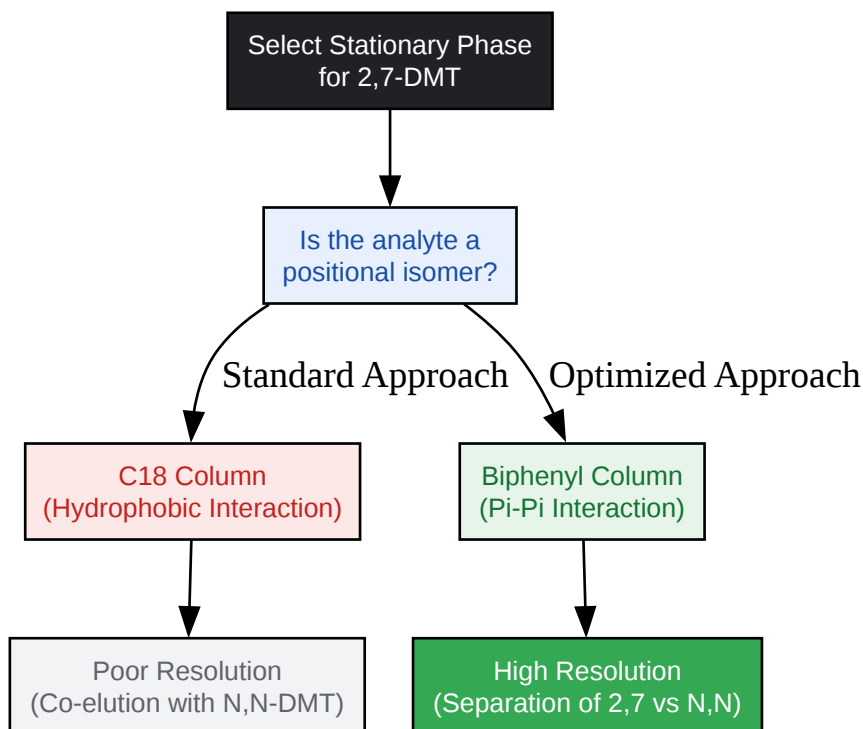 Select Stationary Phase
for 2,7-DMT
Is the analyte a
positional isomer?
Standard Approach
Optimized Approach
C18 Column
(Hydrophobic Interaction)
Biphenyl Column
(Pi-Pi Interaction)
Poor Resolution
(Co-elution with N,N-DMT)
High Resolution
(Separation of 2,7 vs N,N)